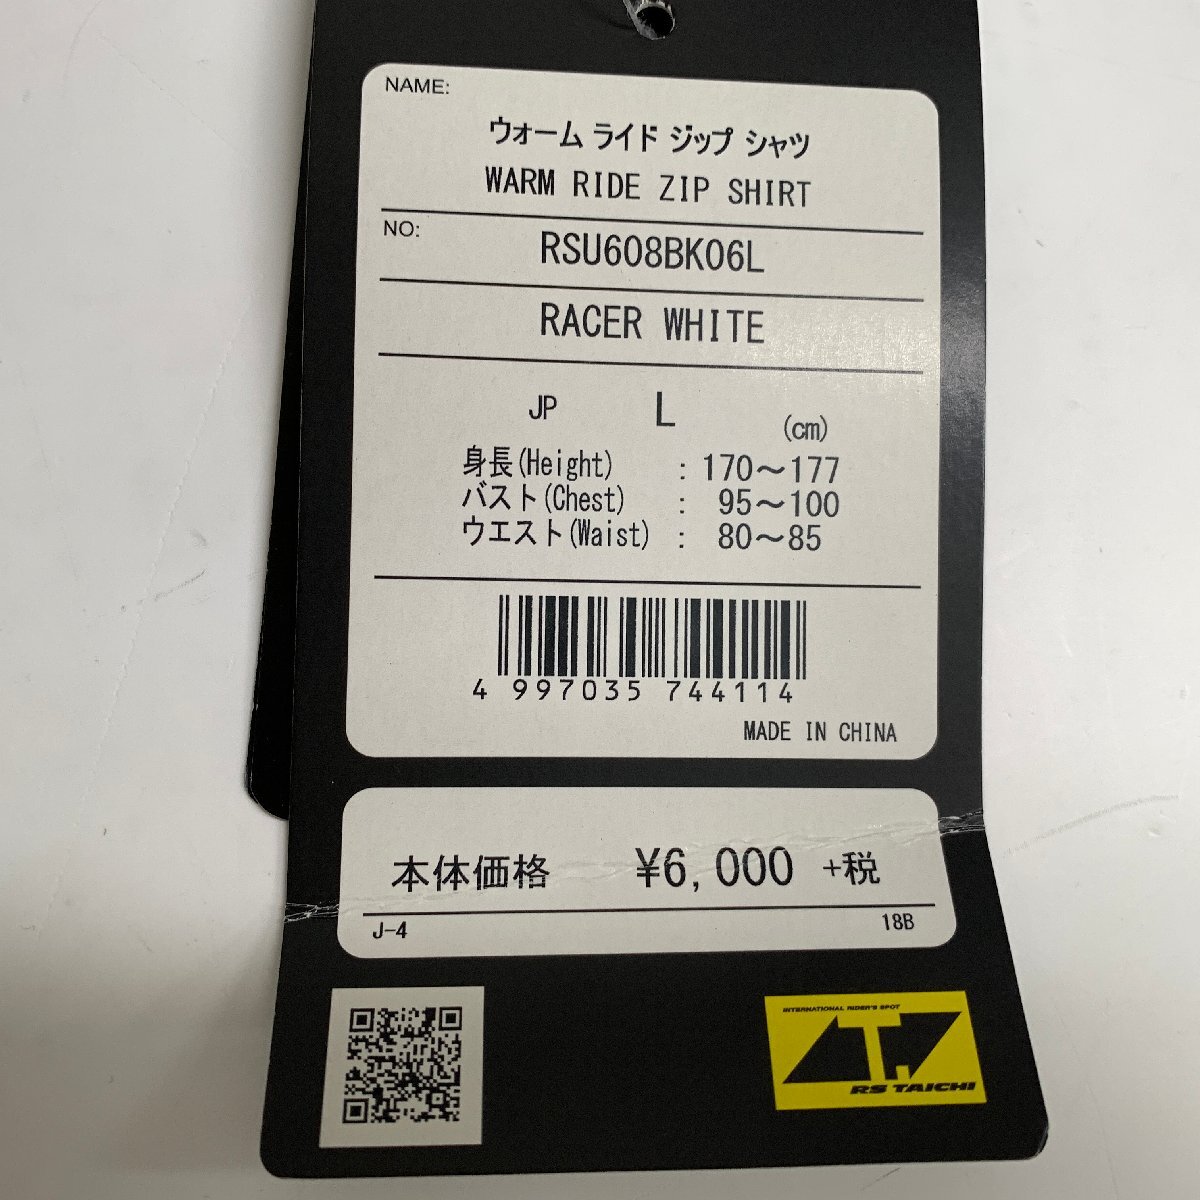 NAME:
ウォーム ライド ジップ シャツ
WARM RIDE ZIP SHIRT
NO:
RSU608BK06L
RACER WHITE
JP L (cm)
身長(Height) : 170〜177
バスト(Chest) : 95〜100
ウエスト(Waist) : 80〜85
4 997035 744114
MADE IN CHINA
本体価格 ¥6,000 +税
J-4 18B
INTERNATIONAL RIDER'S SPOT
RS TAICHI